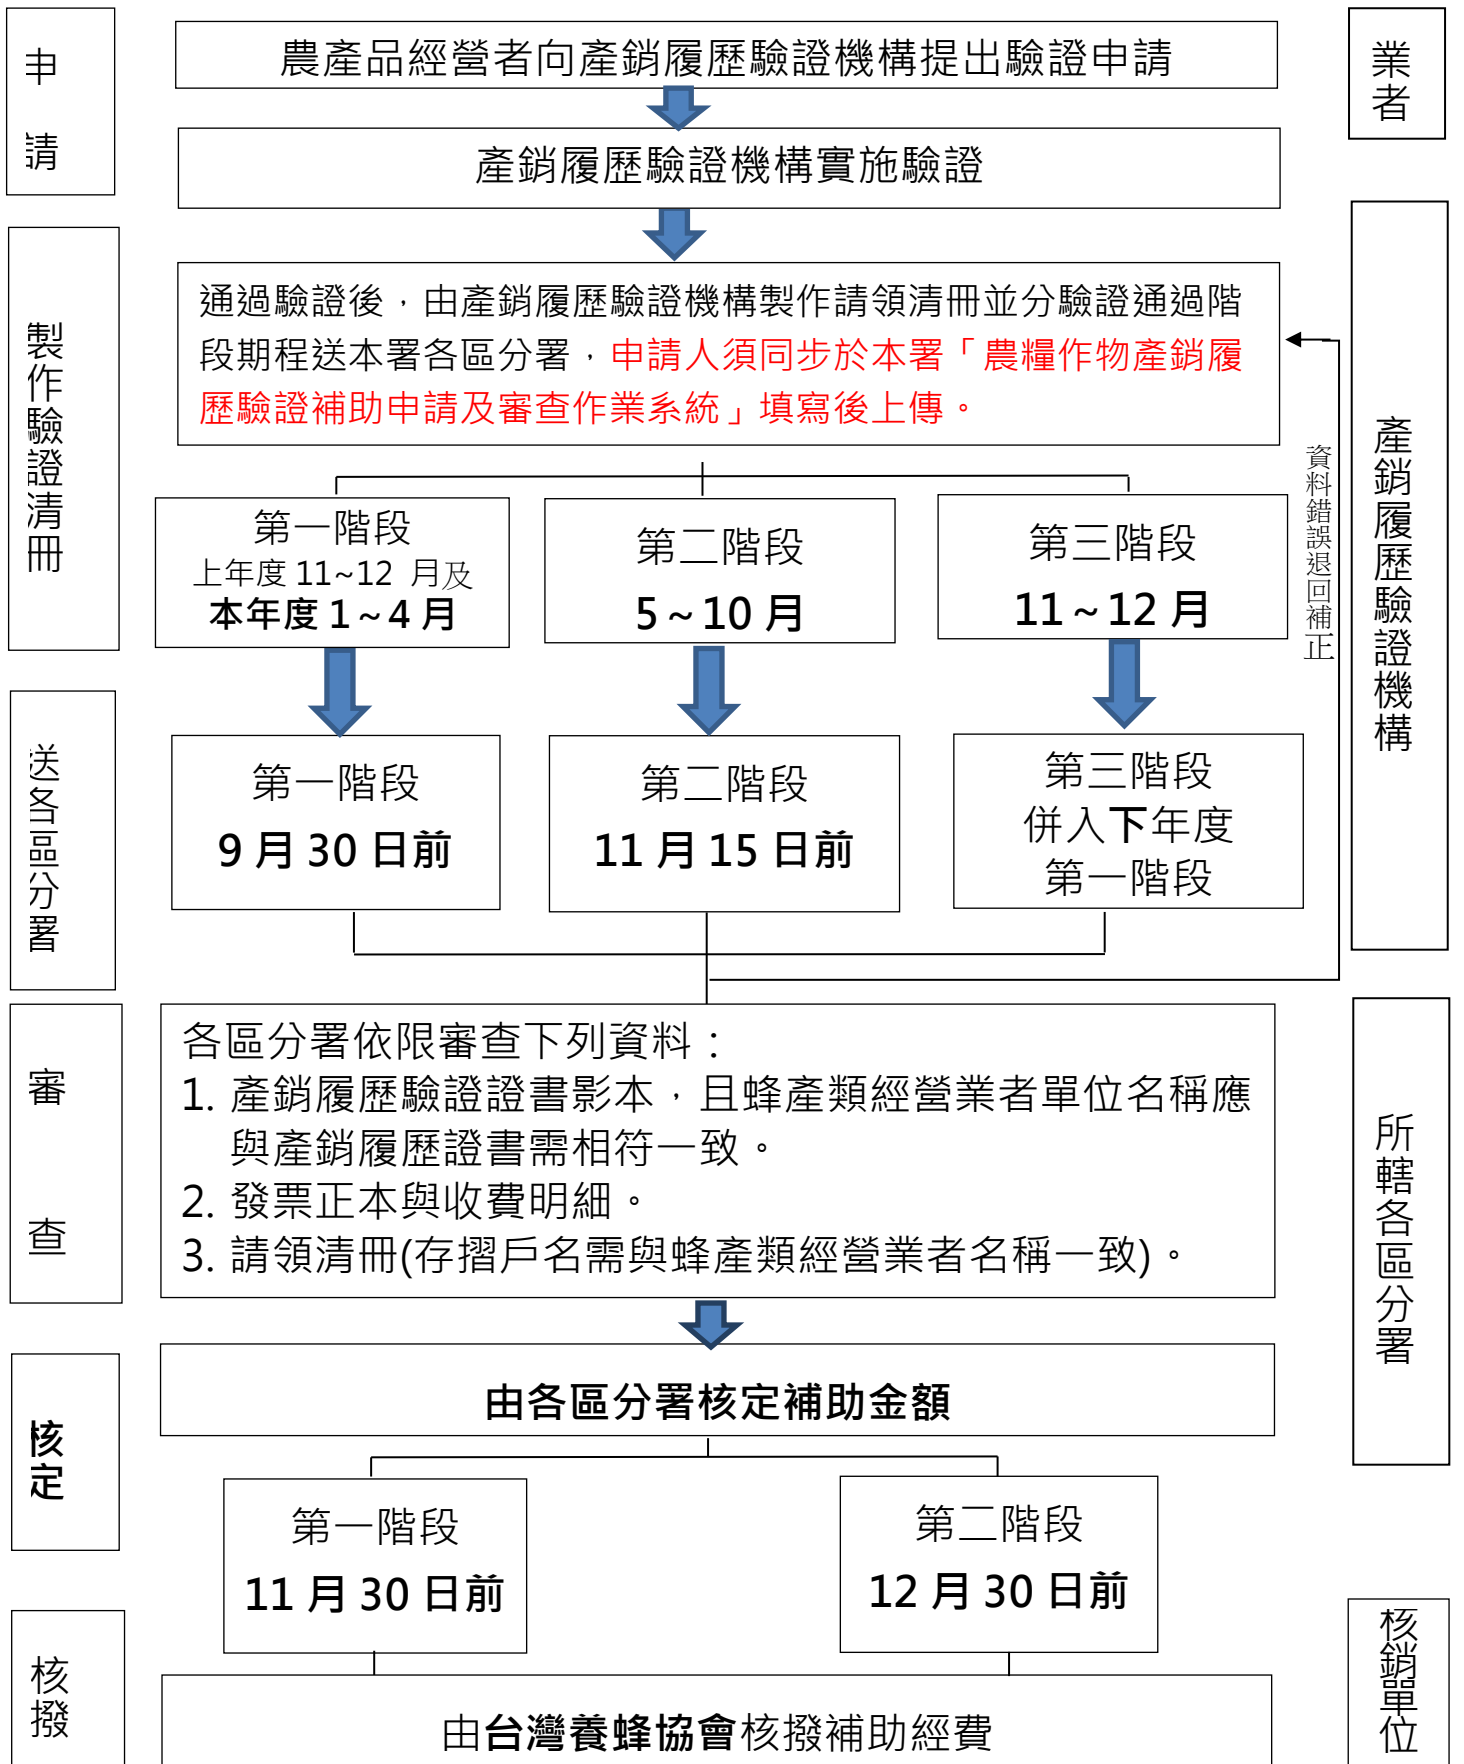 申請
農產品經營者向產銷履歷驗證機構提出驗證申請
業者
產銷履歷驗證機構實施驗證
製作驗證清冊
通過驗證後，由產銷履歷驗證機構製作請領清冊並分驗證通過階
段期程送本署各區分署，申請人須同步於本署「農糧作物產銷履
歷驗證補助申請及審查作業系統」填寫後上傳。
產銷履歷驗證機構
資料錯誤退回補正
第一階段
上年度 11~12 月及
本年度 1~4 月
第二階段
5~10 月
第三階段
11~12 月
送各區分署
第一階段
9 月 30 日前
第二階段
11 月 15 日前
第三階段
併入下年度
第一階段
審查
各區分署依限審查下列資料：
1. 產銷履歷驗證證書影本，且蜂產類經營業者單位名稱應
與產銷履歷證書需相符一致。
2. 發票正本與收費明細。
3. 請領清冊(存摺戶名需與蜂產類經營業者名稱一致)。
所轄各區分署
核定
由各區分署核定補助金額
第一階段
11 月 30 日前
第二階段
12 月 30 日前
核撥
由台灣養蜂協會核撥補助經費
核銷單位